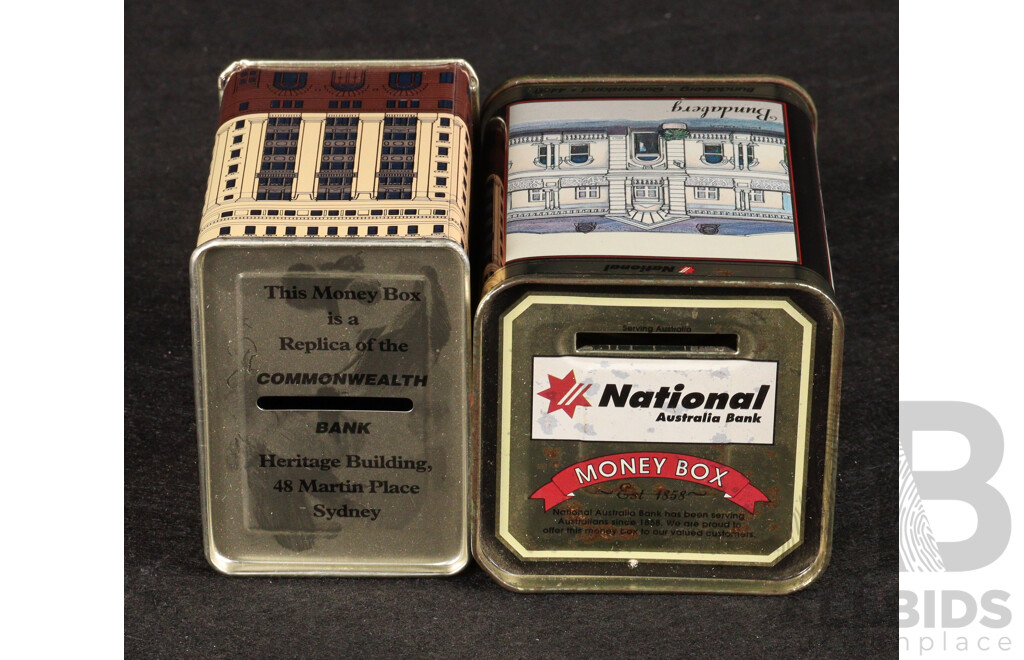 This Money Box
is a
Replica of the
COMMONWEALTH
BANK
Heritage Building,
48 Martin Place
Sydney
Bundaberg
National
Serving Australia
National
Australia Bank
MONEY BOX
~Est 1858~
National Australia Bank has been serving
Australians since 1858. We are proud to
offer this money box to our valued customers.
B
BIDS
nplace